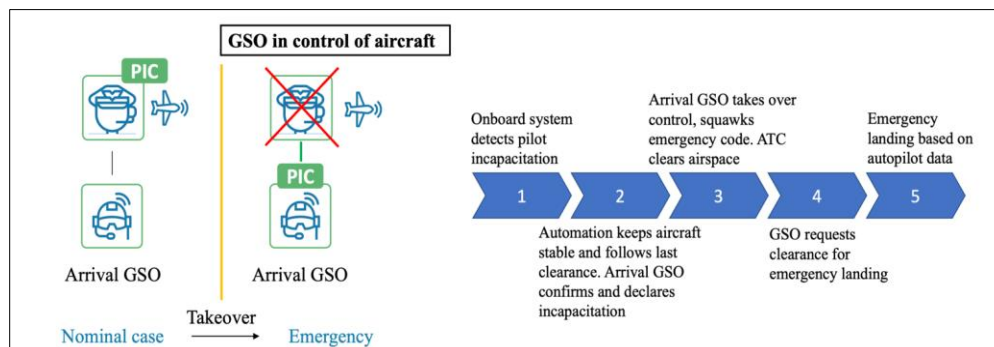 GSO in control of aircraft
PIC
PIC
Arrival GSO
Arrival GSO
Nominal case
Takeover
Emergency
Onboard system
detects pilot
incapacitation
1
Automation keeps aircraft
stable and follows last
clearance. Arrival GSO
confirms and declares
incapacitation
2
Arrival GSO takes over
control, squawks
emergency code. ATC
clears airspace
3
GSO requests
clearance for
emergency landing
4
Emergency
landing based on
autopilot data
5